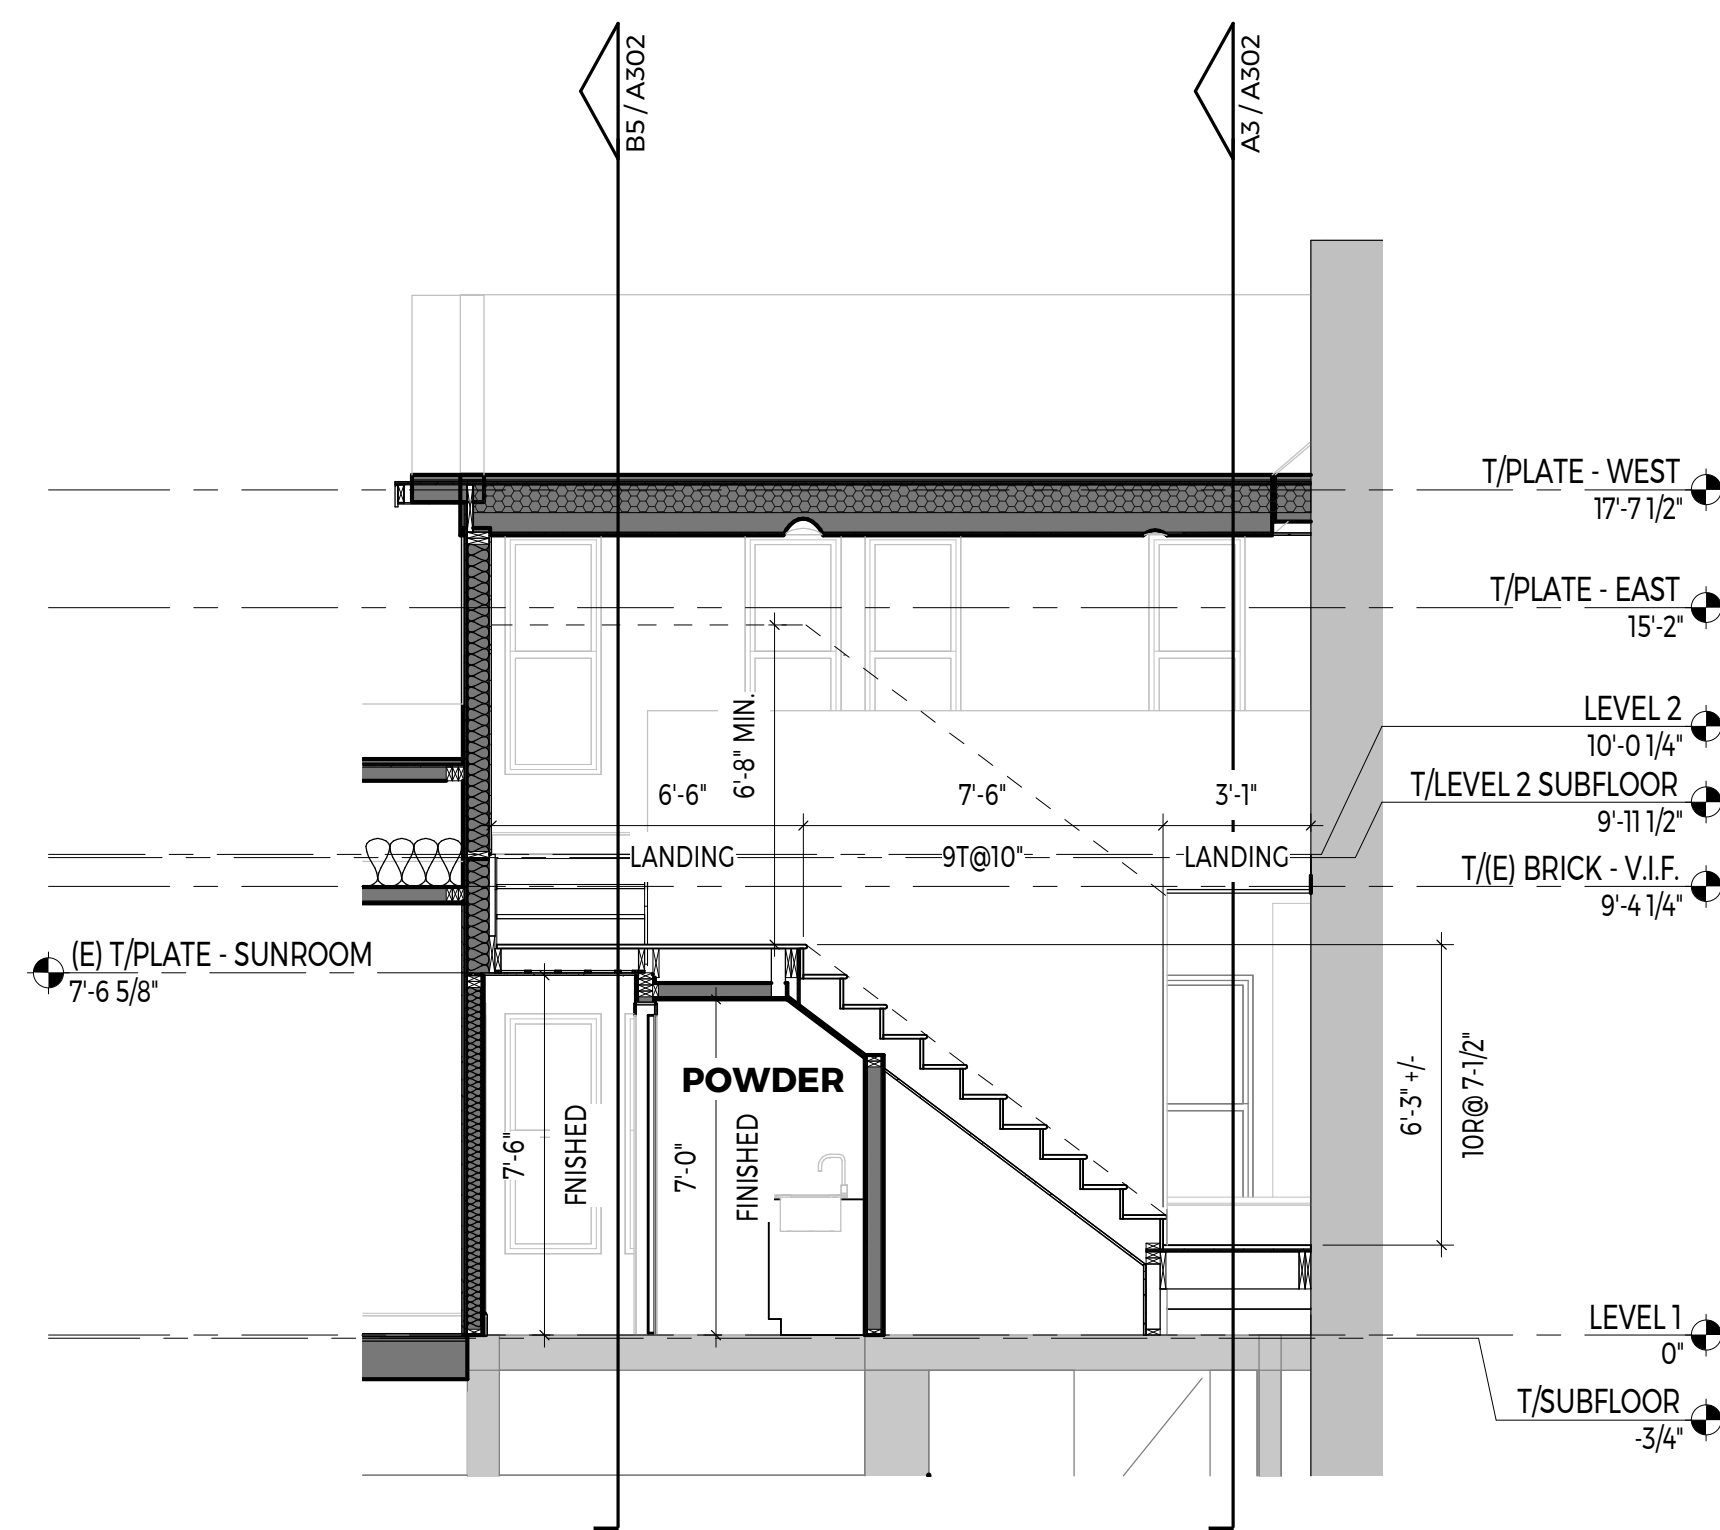 B5 / A302
A3 / A302
T/PLATE - WEST
17'-7 1/2"
T/PLATE - EAST
15'-2"
LEVEL 2
10'-0 1/4"
T/LEVEL 2 SUBFLOOR
9'-11 1/2"
T/(E) BRICK - V.I.F.
9'-4 1/4"
6'-8" MIN.
6'-6"
7'-6"
3'-1"
LANDING
9T@10"
LANDING
(E) T/PLATE - SUNROOM
7'-6 5/8"
POWDER
7'-6"
FNISHED
7'-0"
FINISHED
6'-3" +/-
10R@ 7-1/2"
LEVEL 1
0"
T/SUBFLOOR
-3/4"